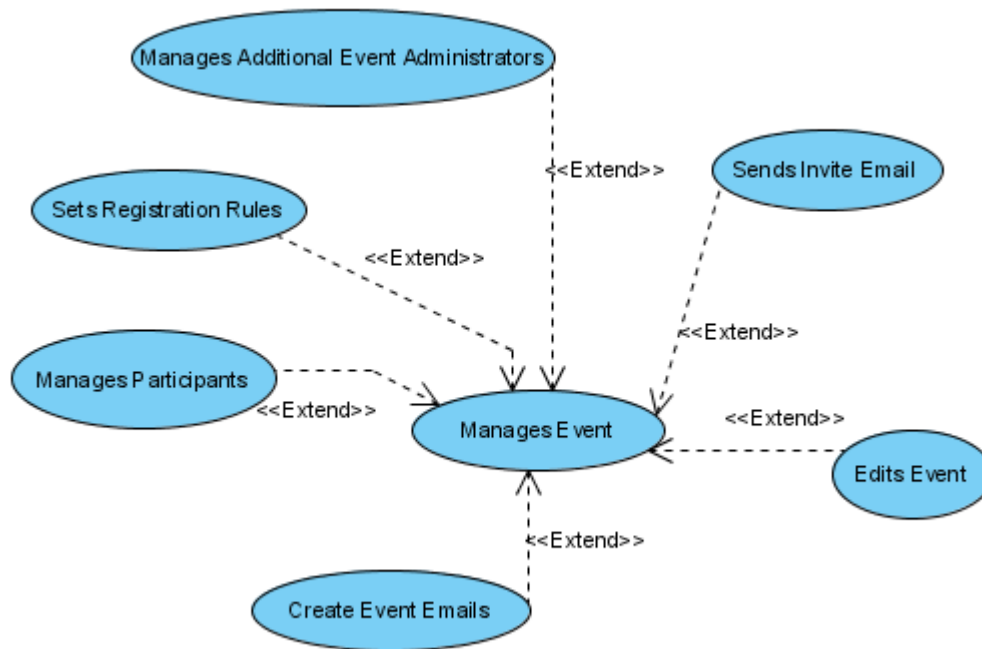 Manages Additional Event Administrators
<<Extend>>
Sends Invite Email
Sets Registration Rules
<<Extend>>
<<Extend>>
Manages Participants
<<Extend>>
<<Extend>>
Manages Event
Edits Event
<<Extend>>
Create Event Emails